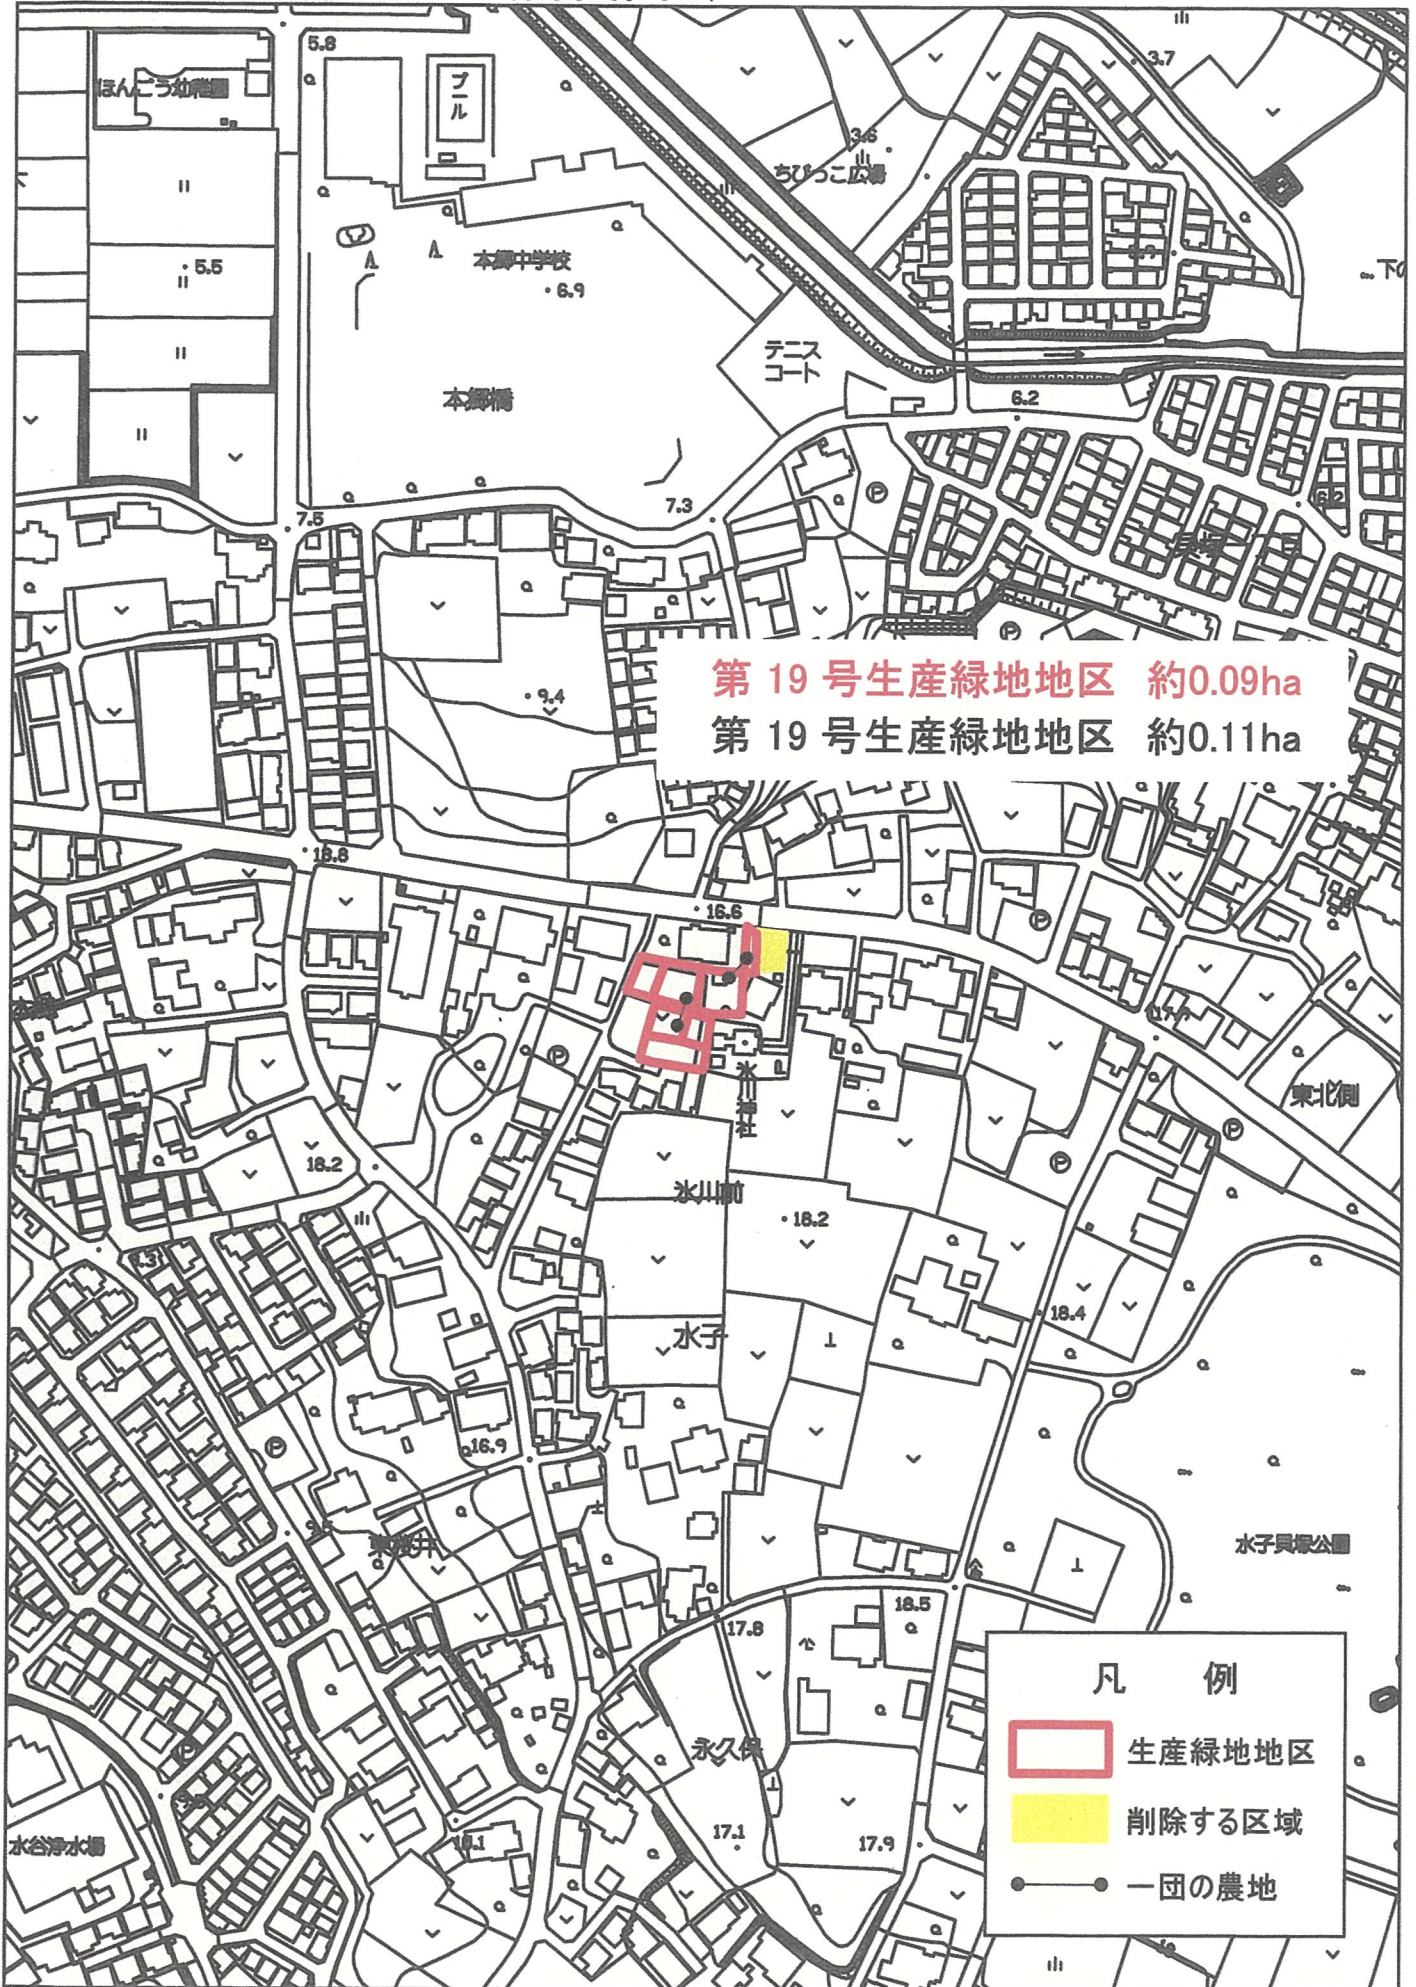 5.8
プール
3.7
ほんごう幼稚園
3.6
ちびっこ広場
5.5
本郷中学校
6.9
下の
テニス
コート
本郷橋
6.2
6.2
7.3
7.5
第 19 号生産緑地地区 約0.09ha
第 19 号生産緑地地区 約0.11ha
9.4
16.6
氷川神社
東北側
18.2
氷川前
18.2
18.4
水子
16.9
水子貝塚公園
18.5
17.8
永久保
17.1
17.9
水谷浄水場
凡 例
生産緑地地区
削除する区域
一団の農地